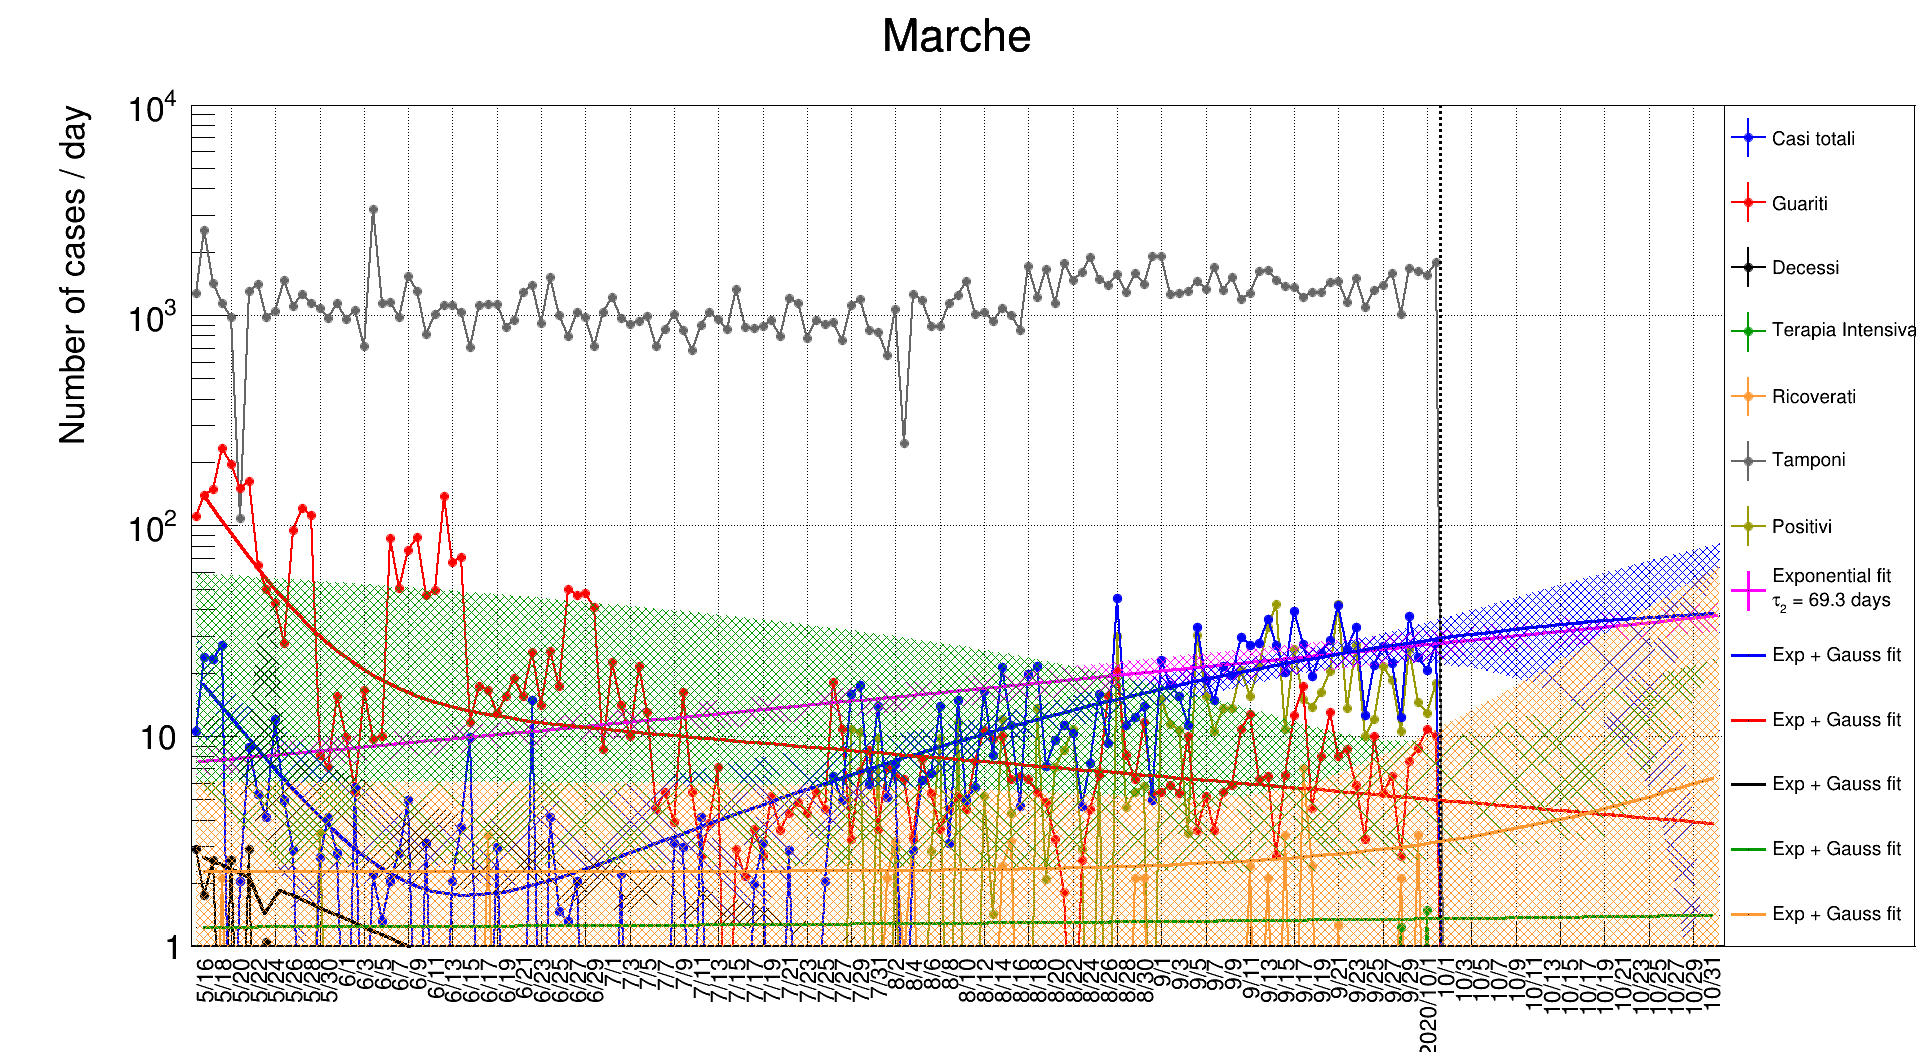 Marche
Number of cases / day
10^4
10^3
10^2
10
1
5/16 5/18 5/20 5/22 5/24 5/26 5/28 5/30 6/1 6/3 6/5 6/7 6/9 6/11 6/13 6/15 6/17 6/19 6/21 6/23 6/25 6/27 6/29 7/1 7/3 7/5 7/7 7/9 7/11 7/13 7/15 7/17 7/19 7/21 7/23 7/25 7/27 7/29 7/31 8/2 8/4 8/6 8/8 8/10 8/12 8/14 8/16 8/18 8/20 8/22 8/24 8/26 8/28 8/30 9/1 9/3 9/5 9/7 9/9 9/11 9/13 9/15 9/17 9/19 9/21 9/23 9/25 9/27 9/29 2020/10/1 10/1 10/3 10/5 10/7 10/9 10/11 10/13 10/15 10/17 10/19 10/21 10/23 10/25 10/27 10/29 10/31
Casi totali
Guariti
Decessi
Terapia Intensiva
Ricoverati
Tamponi
Positivi
Exponential fit
τ₂ = 69.3 days
Exp + Gauss fit
Exp + Gauss fit
Exp + Gauss fit
Exp + Gauss fit
Exp + Gauss fit